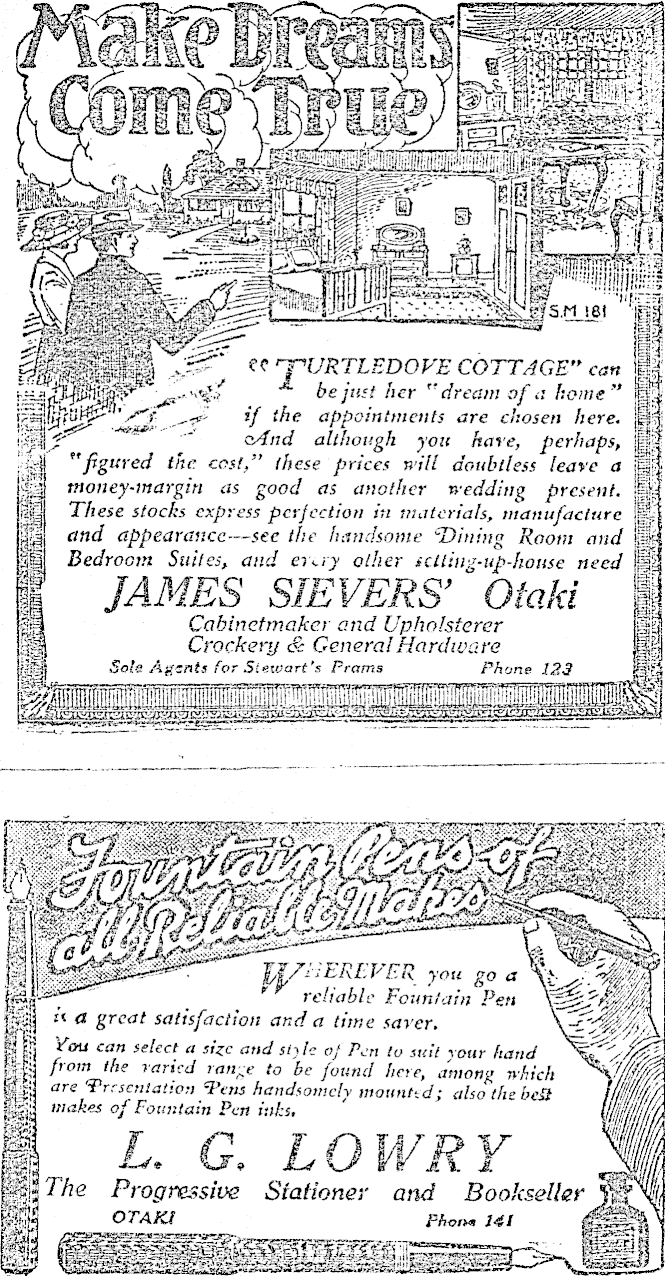 Make Dreams
Come True
S.M 181
"TURTLEDOVE COTTAGE" can
be just her "dream of a home"
if the appointments are chosen here.
And although you have, perhaps,
"figured the cost," these prices will doubtless leave a
money-margin as good as another wedding present.
These stocks express perfection in materials, manufacture
and appearance---see the handsome Dining Room and
Bedroom Suites, and every other setting-up-house need
JAMES SIEVERS' Otaki
Cabinetmaker and Upholsterer
Crockery & General Hardware
Sole Agents for Stewart's Prams Phone 123
Fountain Pens of
all Reliable Makes
WHEREVER you go a
reliable Fountain Pen
is a great satisfaction and a time saver.
You can select a size and style of Pen to suit your hand
from the varied range to be found here, among which
are Presentation Pens handsomely mounted; also the best
makes of Fountain Pen inks.
L. G. LOWRY
The Progressive Stationer and Bookseller
OTAKI Phone 141